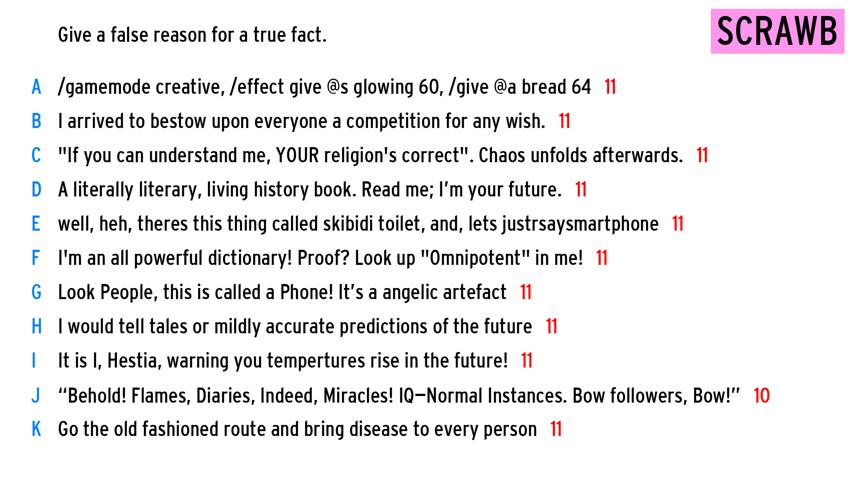 Give a false reason for a true fact.
SCRAWB
A /gamemode creative, /effect give @s glowing 60, /give @a bread 64 11
B I arrived to bestow upon everyone a competition for any wish. 11
C "If you can understand me, YOUR religion's correct". Chaos unfolds afterwards. 11
D A literally literary, living history book. Read me; I'm your future. 11
E well, heh, theres this thing called skibidi toilet, and, lets justrsaysmartphone 11
F I'm an all powerful dictionary! Proof? Look up "Omnipotent" in me! 11
G Look People, this is called a Phone! It’s a angelic artefact 11
H I would tell tales or mildly accurate predictions of the future 11
I It is I, Hestia, warning you tempertures rise in the future! 11
J “Behold! Flames, Diaries, Indeed, Miracles! IQ—Normal Instances. Bow followers, Bow!” 10
K Go the old fashioned route and bring disease to every person 11